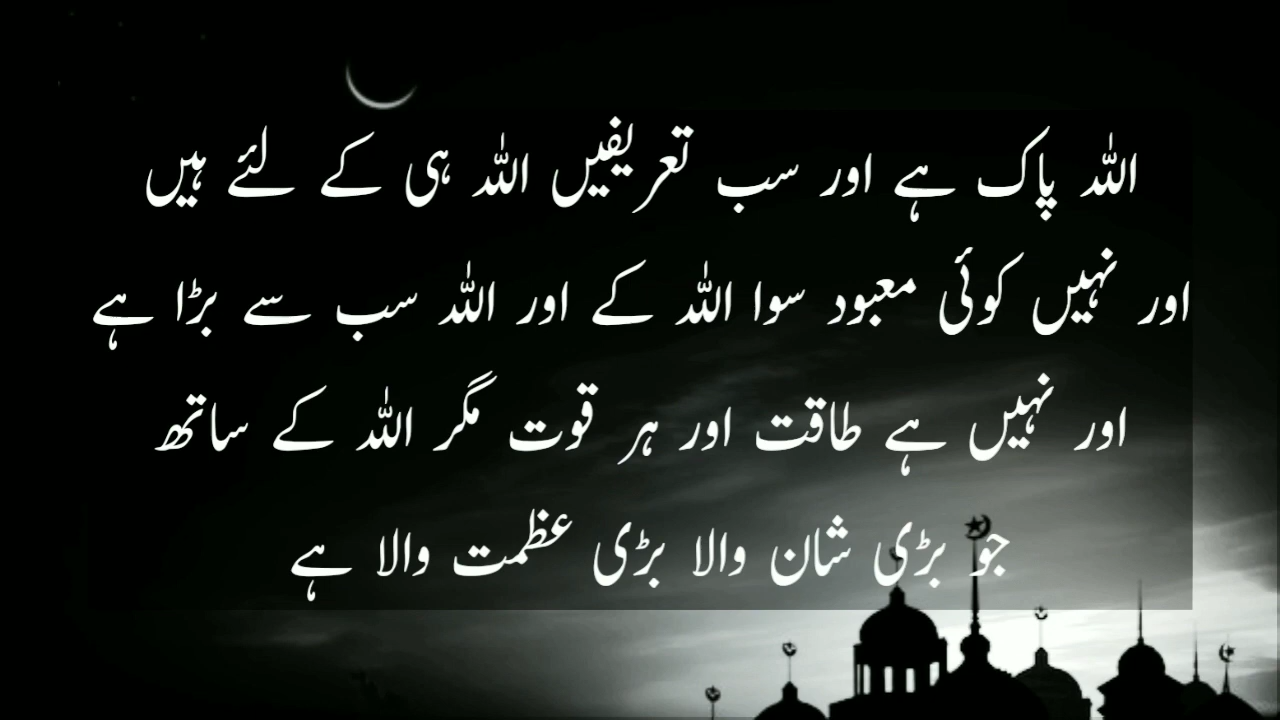 اللہ پاک ہے اور سب تعریفیں اللہ ہی کے لئے ہیں
اور نہیں کوئی معبود سوا اللہ کے اور اللہ سب سے بڑا ہے
اور نہیں ہے طاقت اور ہر قوت مگر اللہ کے ساتھ
جو بڑی شان والا بڑی عظمت والا ہے